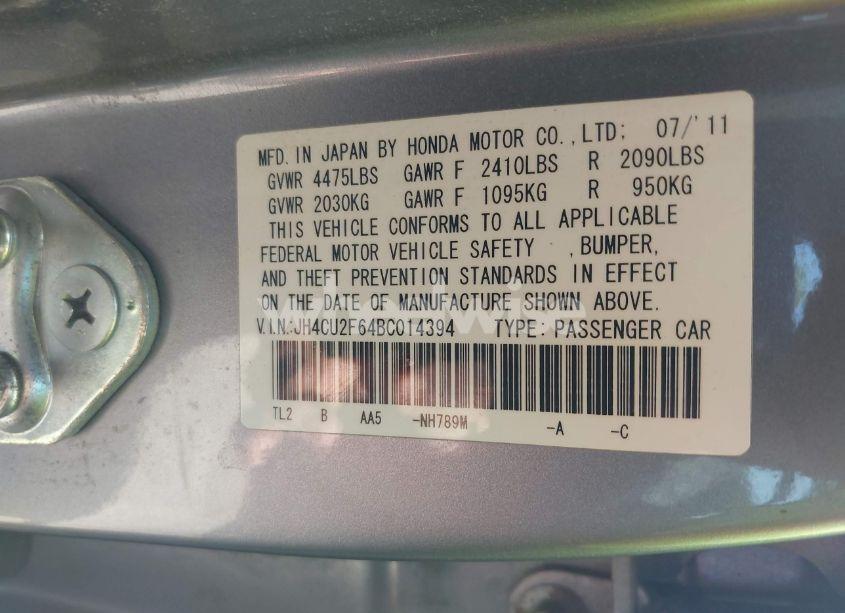 MFD. IN JAPAN BY HONDA MOTOR CO., LTD; 07/'11
GVWR 4475LBS GAWR F 2410LBS R 2090LBS
GVWR 2030KG GAWR F 1095KG R 950KG
THIS VEHICLE CONFORMS TO ALL APPLICABLE
FEDERAL MOTOR VEHICLE SAFETY , BUMPER,
AND THEFT PREVENTION STANDARDS IN EFFECT
ON THE DATE OF MANUFACTURE SHOWN ABOVE.
V.I.N.:JH4CU2F64BC014394 TYPE: PASSENGER CAR
TL2 B AA5 -NH789M -A -C